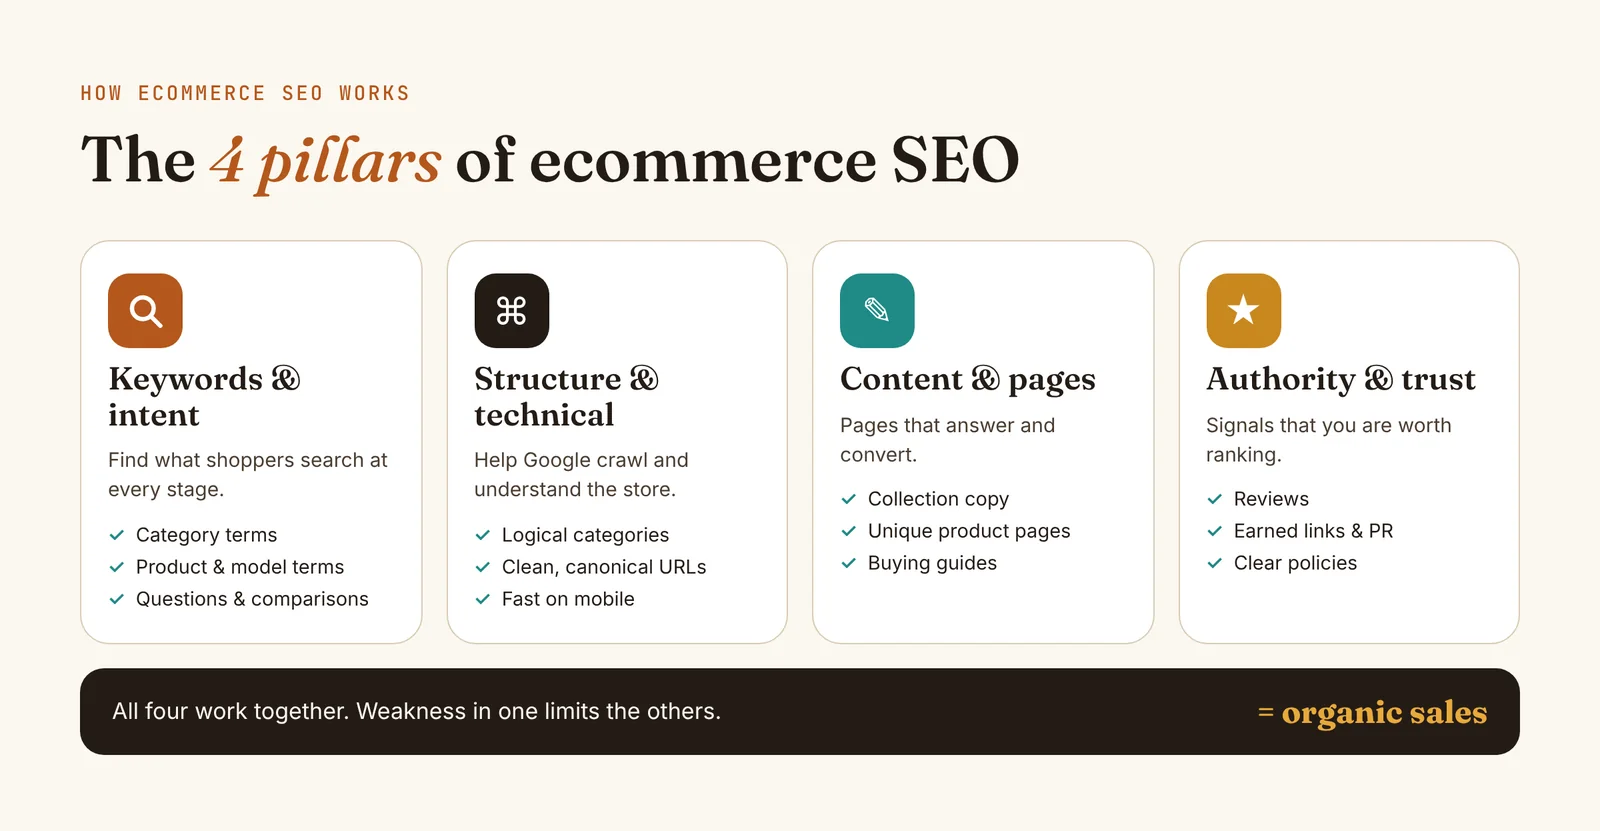 HOW ECOMMERCE SEO WORKS
The 4 pillars of ecommerce SEO
Keywords &
intent
Find what shoppers search at
every stage.
Category terms
Product & model terms
Questions & comparisons
Structure &
technical
Help Google crawl and
understand the store.
Logical categories
Clean, canonical URLs
Fast on mobile
Content & pages
Pages that answer and
convert.
Collection copy
Unique product pages
Buying guides
Authority & trust
Signals that you are worth
ranking.
Reviews
Earned links & PR
Clear policies
All four work together. Weakness in one limits the others.
= organic sales